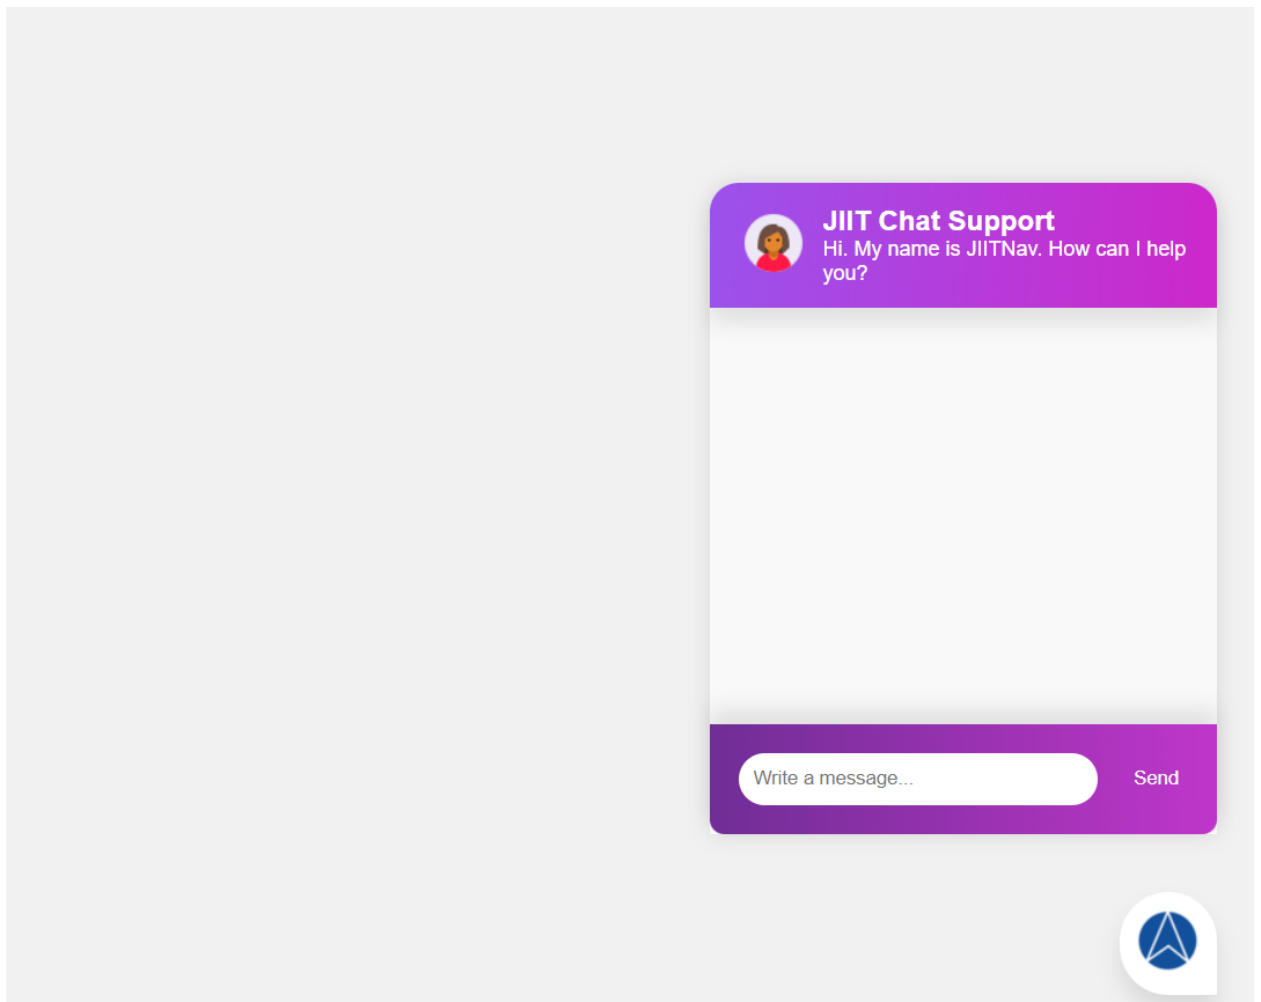 JIIT Chat Support
Hi. My name is JIITNav. How can I help
you?
Write a message...
Send